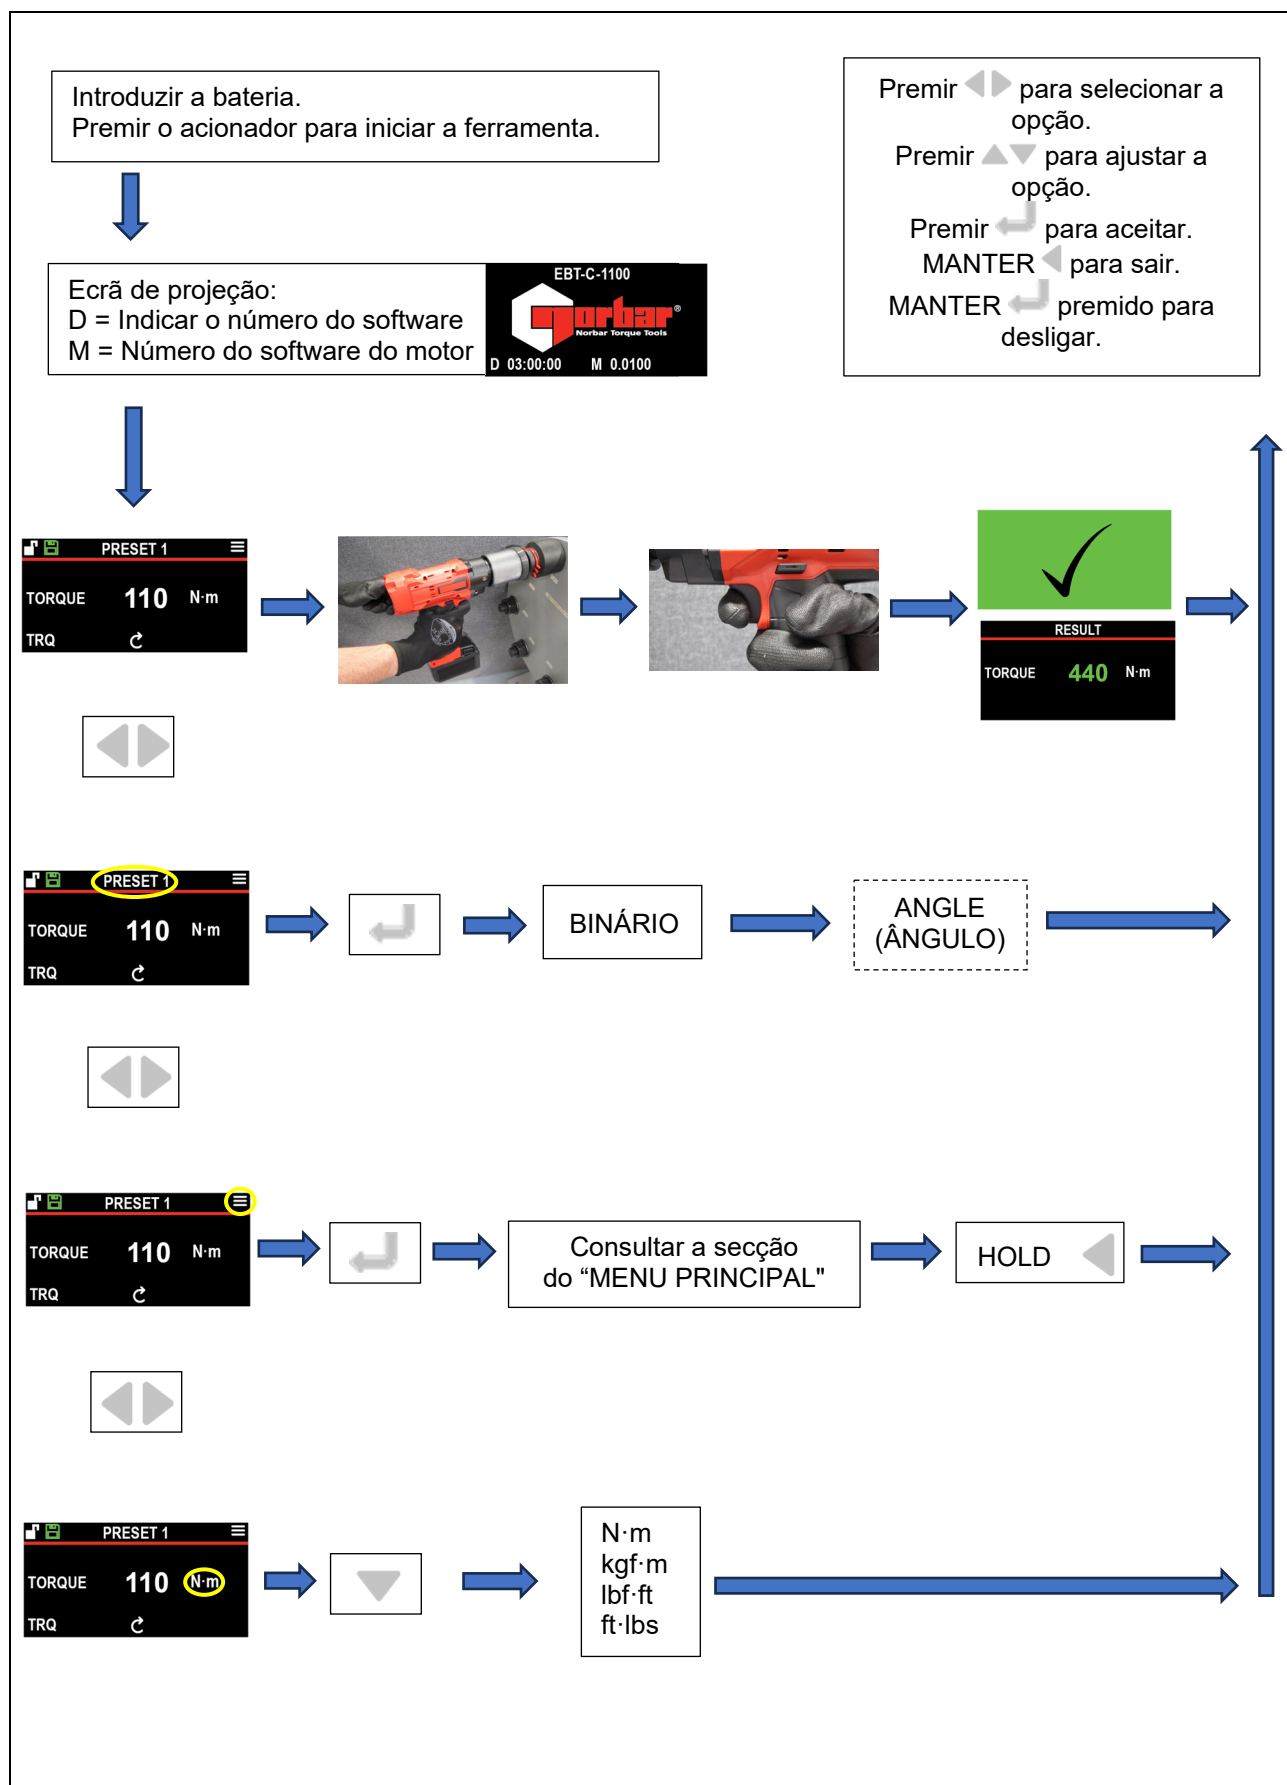 Introduzir a bateria.
Premir o acionador para iniciar a ferramenta.
Premir para selecionar a
opção.
Premir para ajustar a
opção.
Premir para aceitar.
MANTER para sair.
MANTER premido para
desligar.
Ecrã de projeção:
D = Indicar o número do software
M = Número do software do motor
EBT-C-1100
norbar®
Norbar Torque Tools
D 03:00:00 M 0.0100
PRESET 1
TORQUE 110 N·m
TRQ
RESULT
TORQUE 440 N·m
PRESET 1
TORQUE 110 N·m
TRQ
BINÁRIO
ANGLE
(ÂNGULO)
PRESET 1
TORQUE 110 N·m
TRQ
Consultar a secção
do “MENU PRINCIPAL"
HOLD
PRESET 1
TORQUE 110 N·m
TRQ
N·m
kgf·m
lbf·ft
ft·lbs